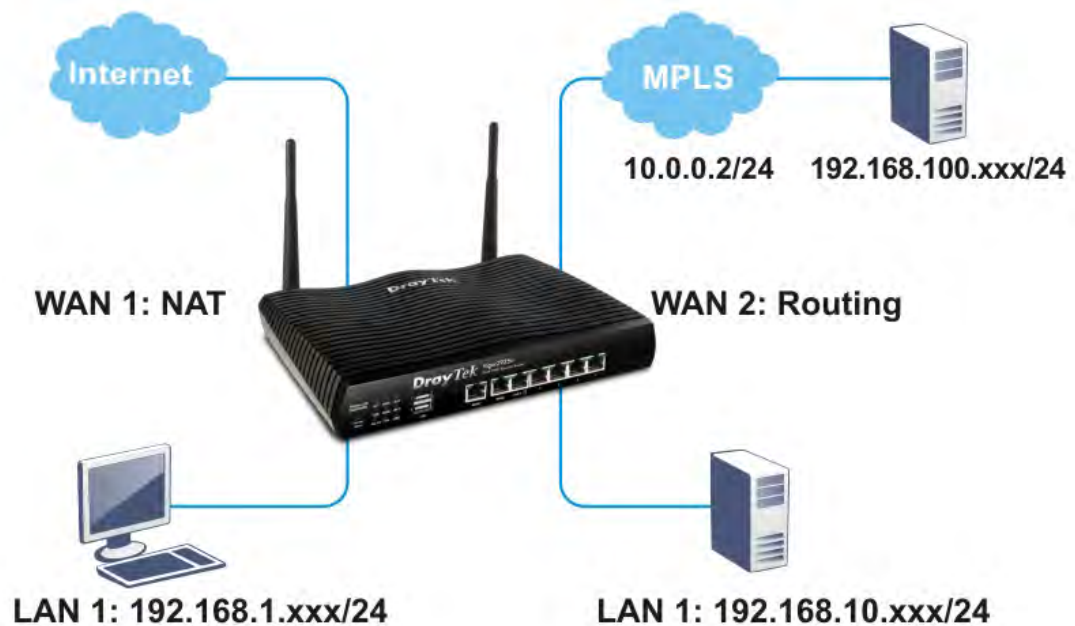 Internet
MPLS
10.0.0.2/24
192.168.100.xxx/24
DrayTek
WAN 1: NAT
WAN 2: Routing
DrayTek
LAN 1: 192.168.1.xxx/24
LAN 1: 192.168.10.xxx/24